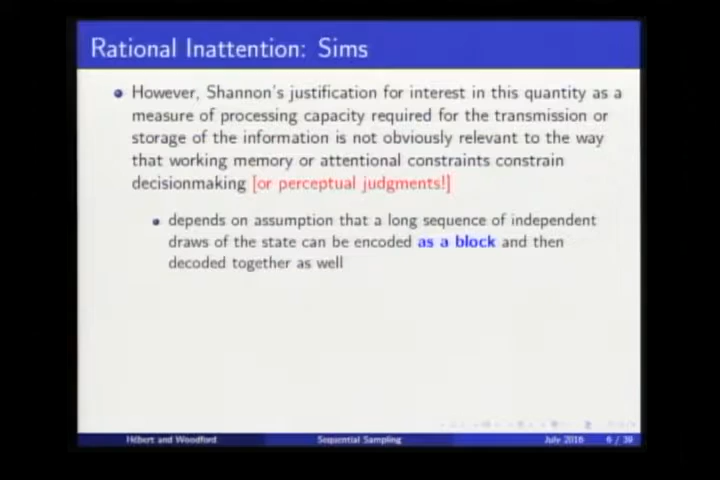 Rational Inattention: Sims
However, Shannon's justification for interest in this quantity as a
measure of processing capacity required for the transmission or
storage of the information is not obviously relevant to the way
that working memory or attentional constraints constrain
decisionmaking [or perceptual judgments!]
depends on assumption that a long sequence of independent
draws of the state can be encoded as a block and then
decoded together as well
Hébert and Woodford Sequential Sampling July 2016 6 / 39